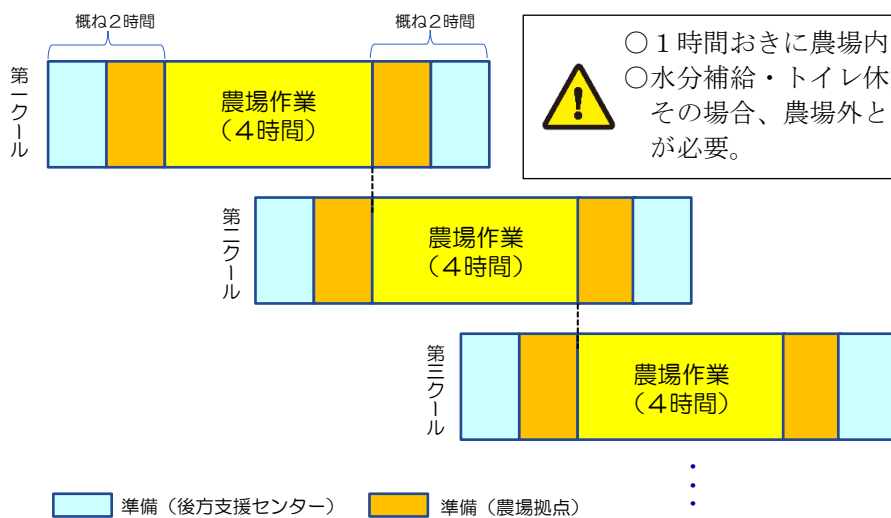 概ね２時間
概ね２時間
○１時間おきに農場内
○水分補給・トイレ休
その場合、農場外と
が必要。
第一クール
農場作業
（４時間）
第二クール
農場作業
（４時間）
第三クール
農場作業
（４時間）
準備（後方支援センター）
準備（農場拠点）